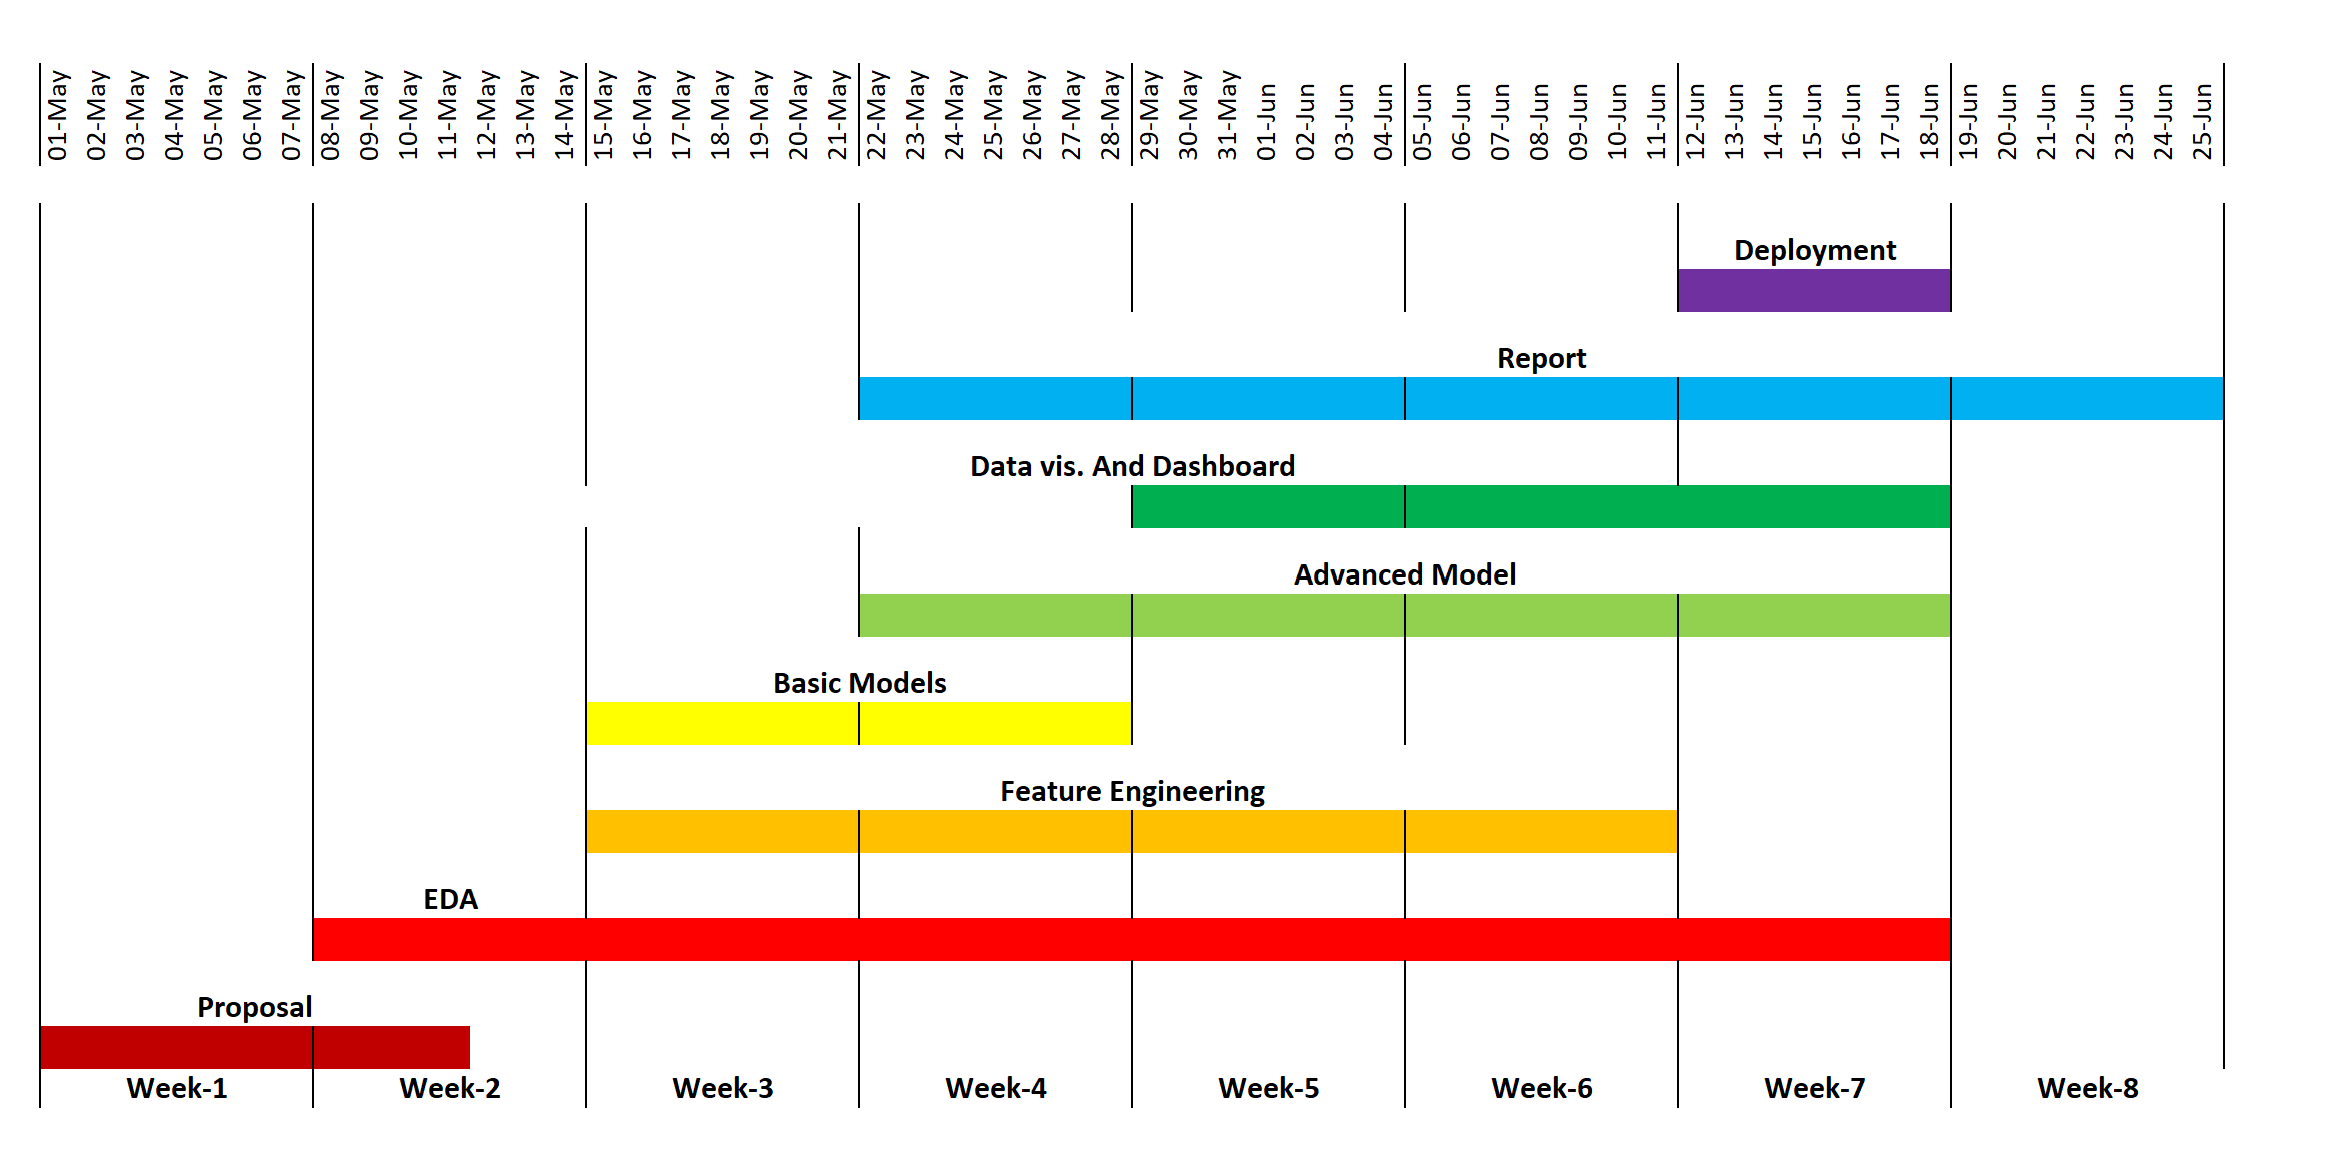 01-May 02-May 03-May 04-May 05-May 06-May 07-May 08-May 09-May 10-May 11-May 12-May 13-May 14-May 15-May 16-May 17-May 18-May 19-May 20-May 21-May 22-May 23-May 24-May 25-May 26-May 27-May 28-May 29-May 30-May 31-May 01-Jun 02-Jun 03-Jun 04-Jun 05-Jun 06-Jun 07-Jun 08-Jun 09-Jun 10-Jun 11-Jun 12-Jun 13-Jun 14-Jun 15-Jun 16-Jun 17-Jun 18-Jun 19-Jun 20-Jun 21-Jun 22-Jun 23-Jun 24-Jun 25-Jun
Deployment
Report
Data vis. And Dashboard
Advanced Model
Basic Models
Feature Engineering
EDA
Proposal
Week-1 Week-2 Week-3 Week-4 Week-5 Week-6 Week-7 Week-8